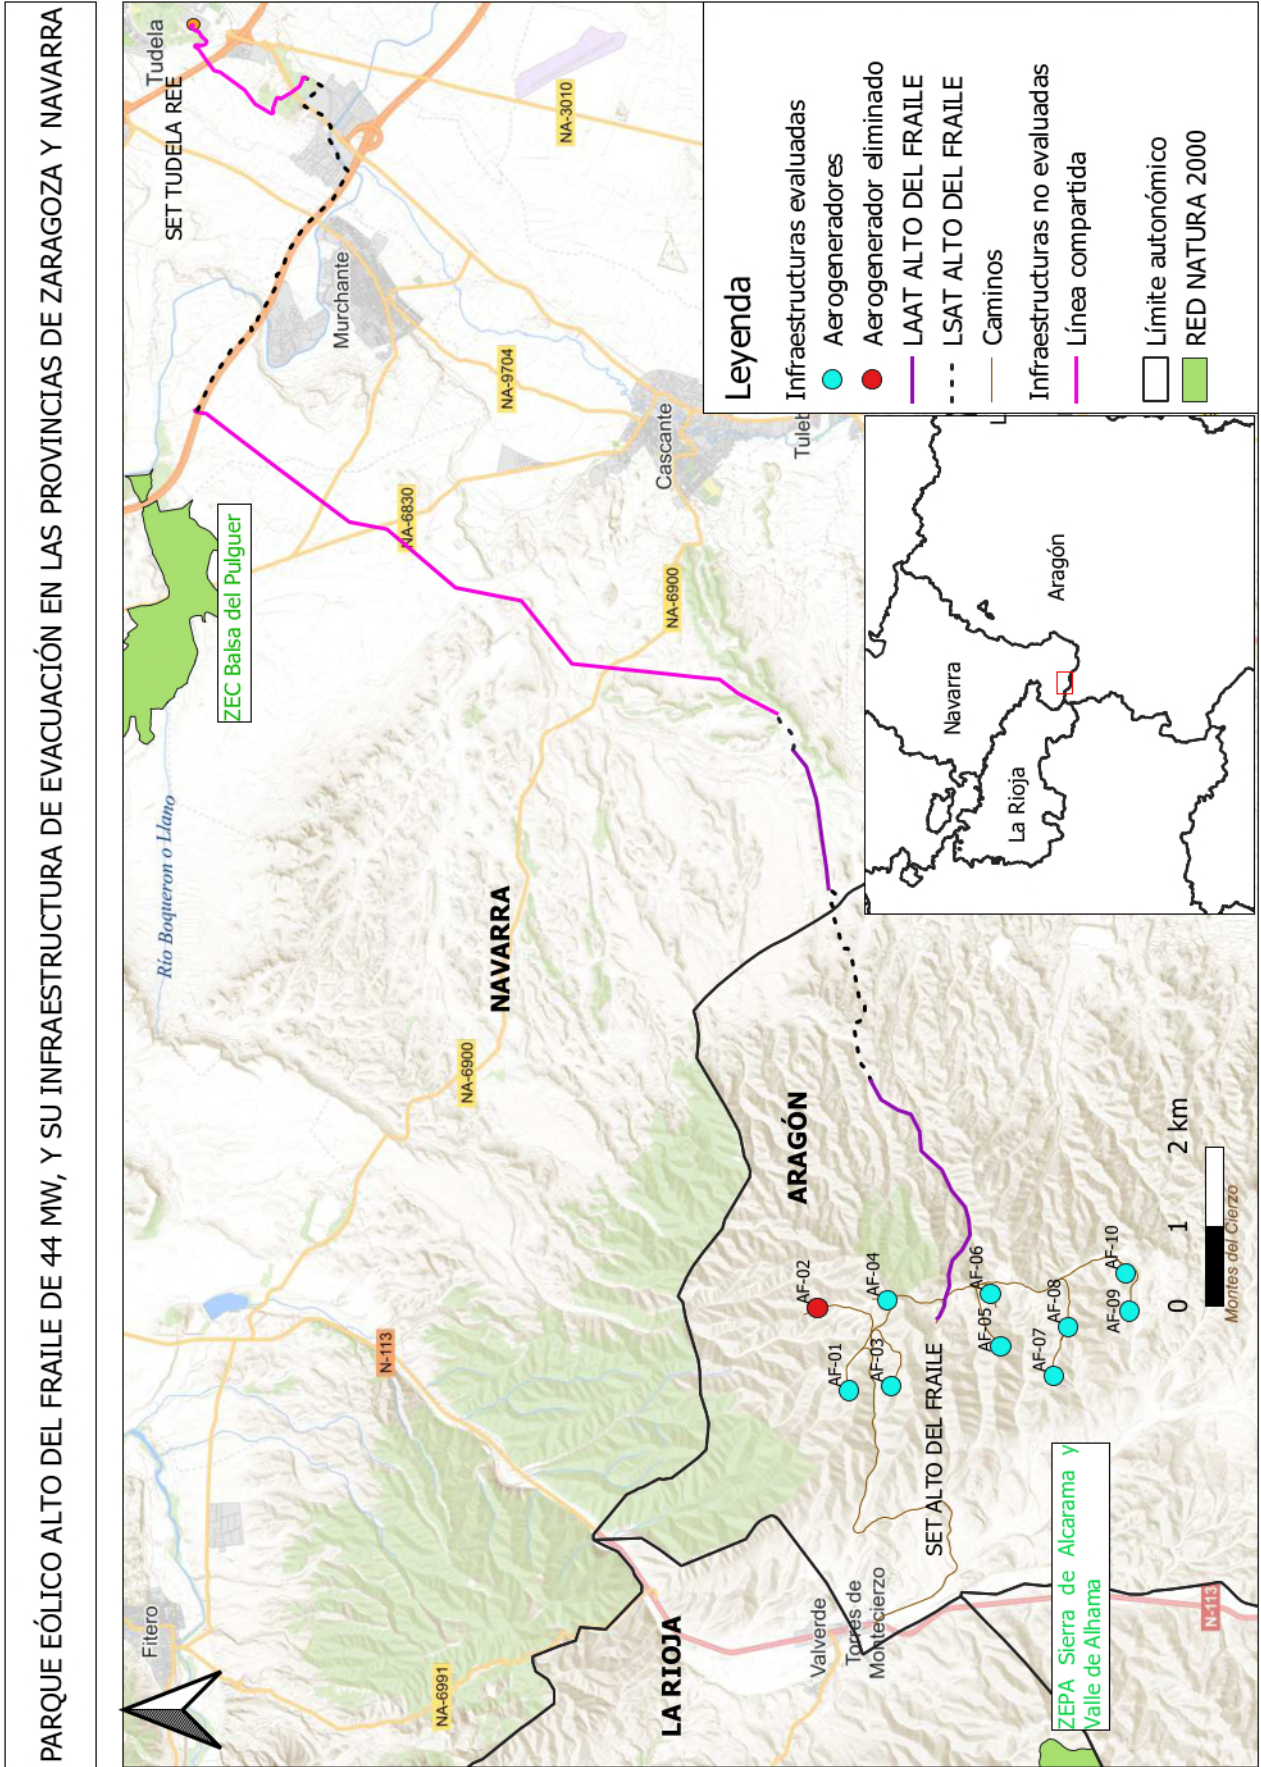 PARQUE EÓLICO ALTO DEL FRAILE DE 44 MW, Y SU INFRAESTRUCTURA DE EVACUACIÓN EN LAS PROVINCIAS DE ZARAGOZA Y NAVARRA
Fitero
Río Boqueron o Llano
Tudela
SET TUDELA REE
ZEC Balsa del Pulguer
Murchante
N-113
NA-6991
NA-6900
NA-6830
NA-9704
NA-3010
NAVARRA
NA-6900
Cascante
Tuleb
LA RIOJA
Valverde
Torres de
Montecierzo
ARAGÓN
AF-01
AF-02
AF-03
AF-04
SET ALTO DEL FRAILE
AF-05
AF-06
AF-07
AF-08
AF-09
AF-10
ZEPA Sierra de Alcarama y
Valle de Alhama
N-113
0 1 2 km
Montes del Cierzo
Navarra
La Rioja
Aragón
L
Leyenda
Infraestructuras evaluadas
Aerogeneradores
Aerogenerador eliminado
LAAT ALTO DEL FRAILE
LSAT ALTO DEL FRAILE
Caminos
Infraestructuras no evaluadas
Línea compartida
Límite autonómico
RED NATURA 2000